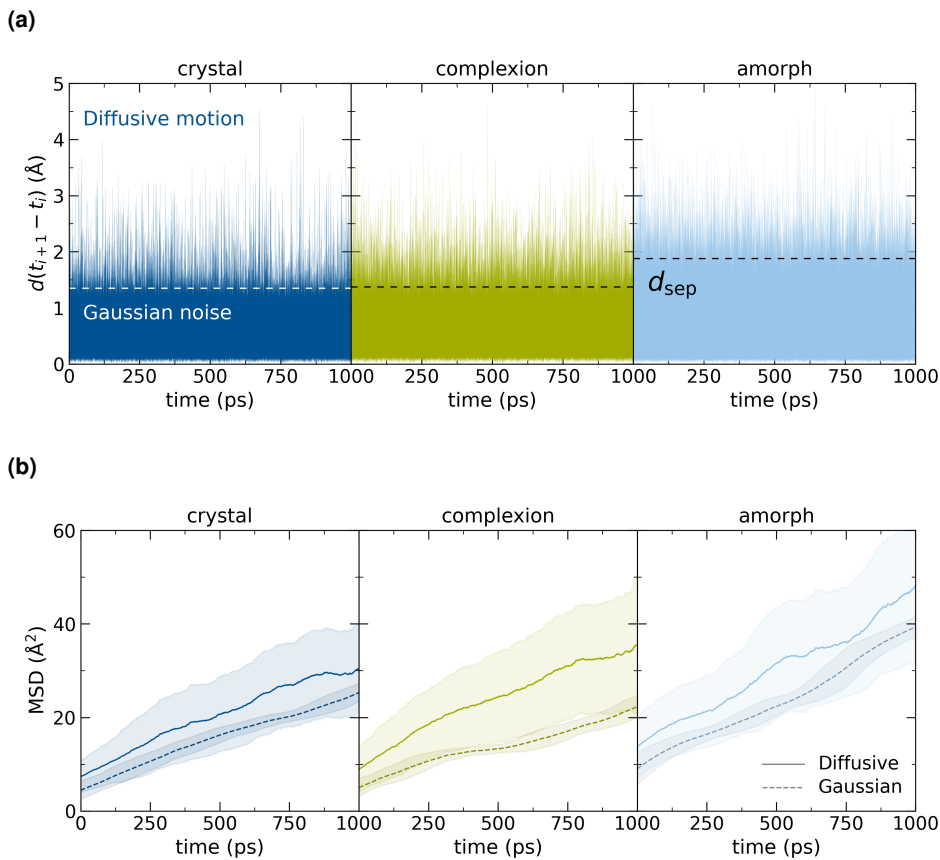 (a)
crystal complexion amorph
5
4
3
2
1
0
d(t_{i+1} − t_i) (Å)
Diffusive motion
Gaussian noise
d_sep
0 250 500 750 1000 250 500 750 1000 250 500 750 1000
time (ps) time (ps) time (ps)
(b)
crystal complexion amorph
60
40
20
0
MSD (Å²)
Diffusive
Gaussian
0 250 500 750 1000 250 500 750 1000 250 500 750 1000
time (ps) time (ps) time (ps)